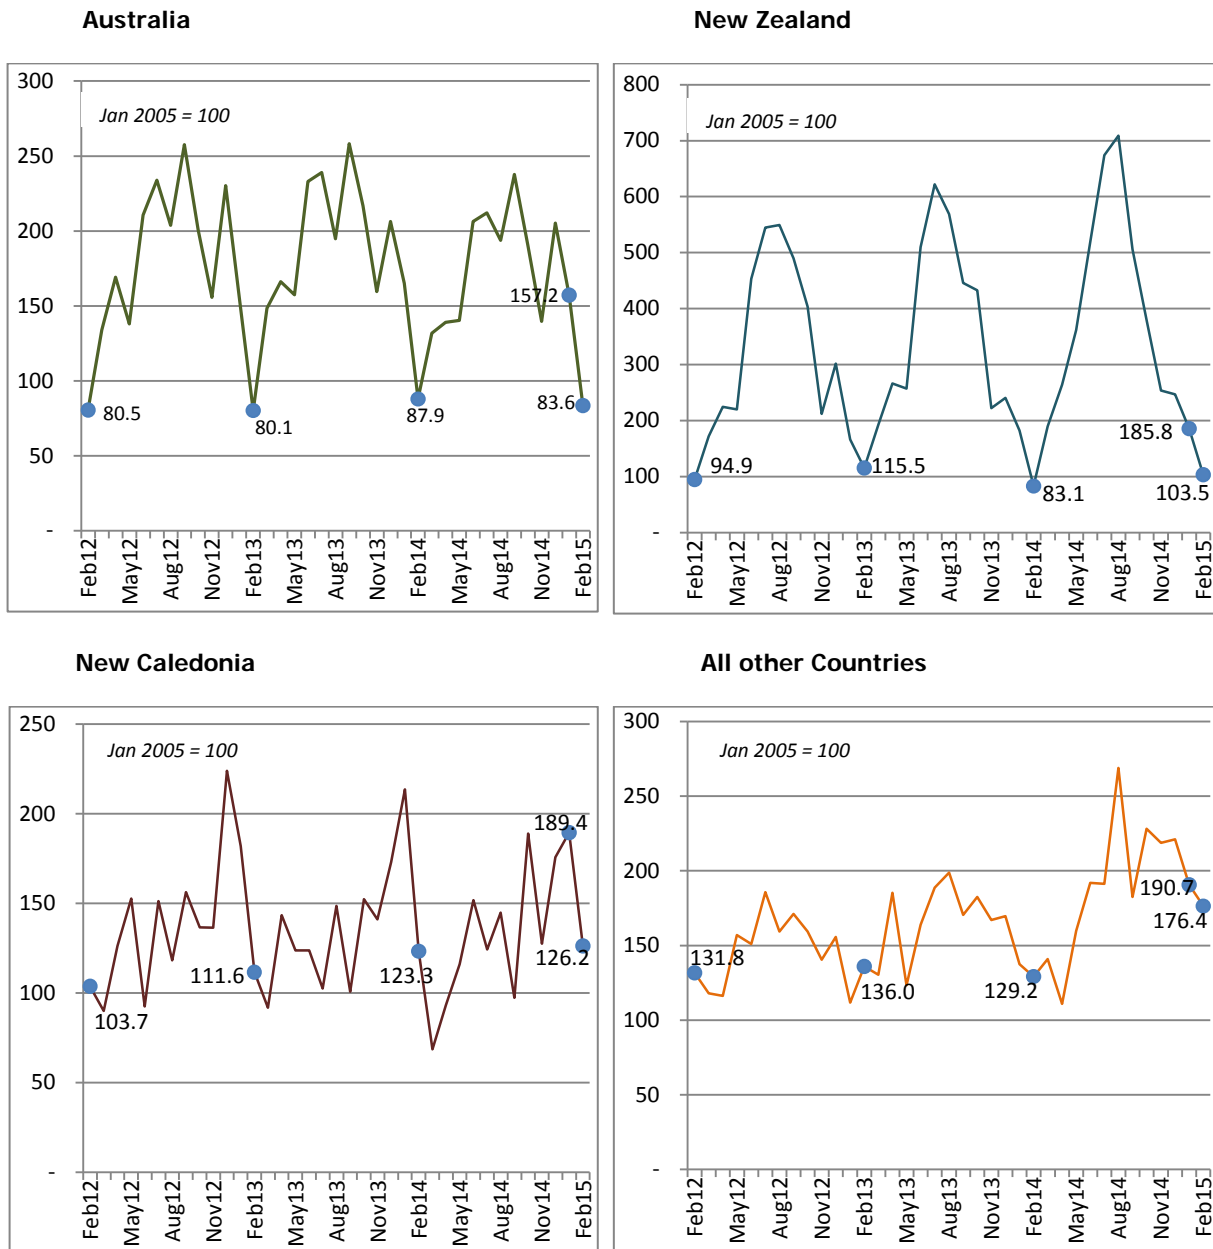 Australia
300
Jan 2005 = 100
250
200
150
100
50
-
157.2
80.5
80.1
87.9
83.6
Feb12
May12
Aug12
Nov12
Feb13
May13
Aug13
Nov13
Feb14
May14
Aug14
Nov14
Feb15
New Zealand
800
Jan 2005 = 100
700
600
500
400
300
200
100
-
94.9
115.5
83.1
185.8
103.5
Feb12
May12
Aug12
Nov12
Feb13
May13
Aug13
Nov13
Feb14
May14
Aug14
Nov14
Feb15
New Caledonia
250
Jan 2005 = 100
200
150
100
50
-
103.7
111.6
123.3
189.4
126.2
Feb12
May12
Aug12
Nov12
Feb13
May13
Aug13
Nov13
Feb14
May14
Aug14
Nov14
Feb15
All other Countries
300
Jan 2005 = 100
250
200
150
100
50
-
131.8
136.0
129.2
190.7
176.4
Feb12
May12
Aug12
Nov12
Feb13
May13
Aug13
Nov13
Feb14
May14
Aug14
Nov14
Feb15